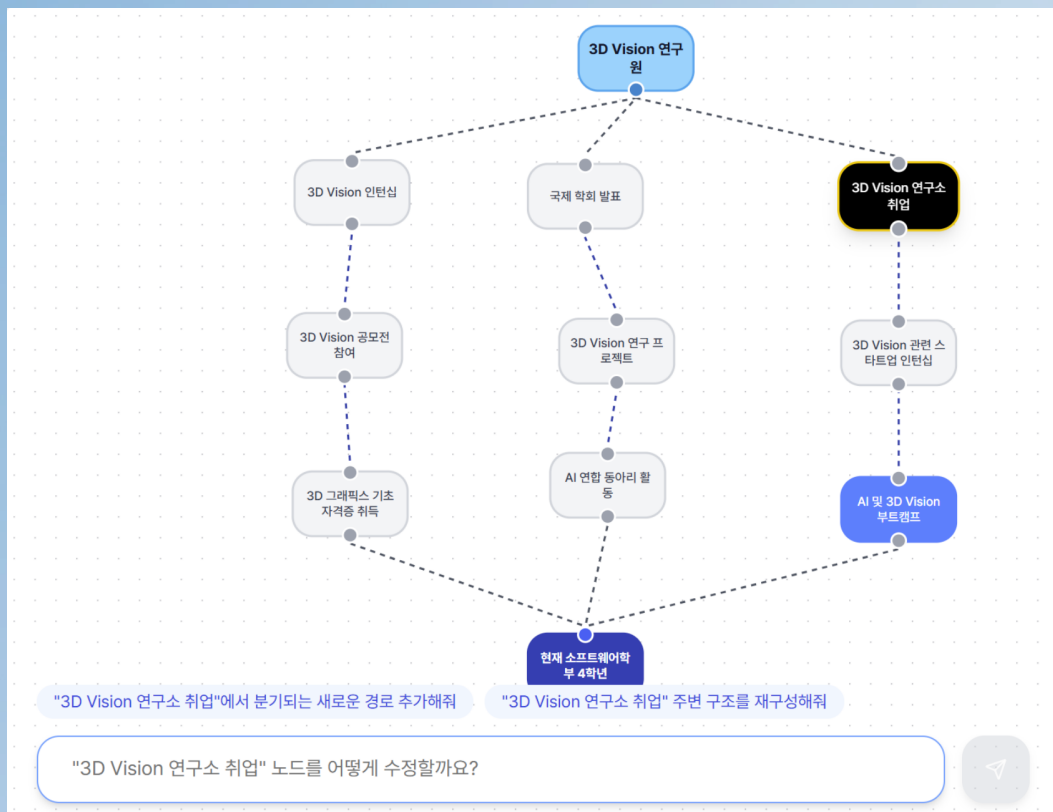 3D Vision 연구
원
3D Vision 인턴십
국제 학회 발표
3D Vision 연구소
취업
3D Vision 공모전
참여
3D Vision 연구 프
로젝트
3D Vision 관련 스
타트업 인턴십
3D 그래픽스 기초
자격증 취득
AI 연합 동아리 활
동
AI 및 3D Vision
부트캠프
현재 소프트웨어학
부 4학년
"3D Vision 연구소 취업"에서 분기되는 새로운 경로 추가해줘
"3D Vision 연구소 취업" 주변 구조를 재구성해줘
"3D Vision 연구소 취업" 노드를 어떻게 수정할까요?